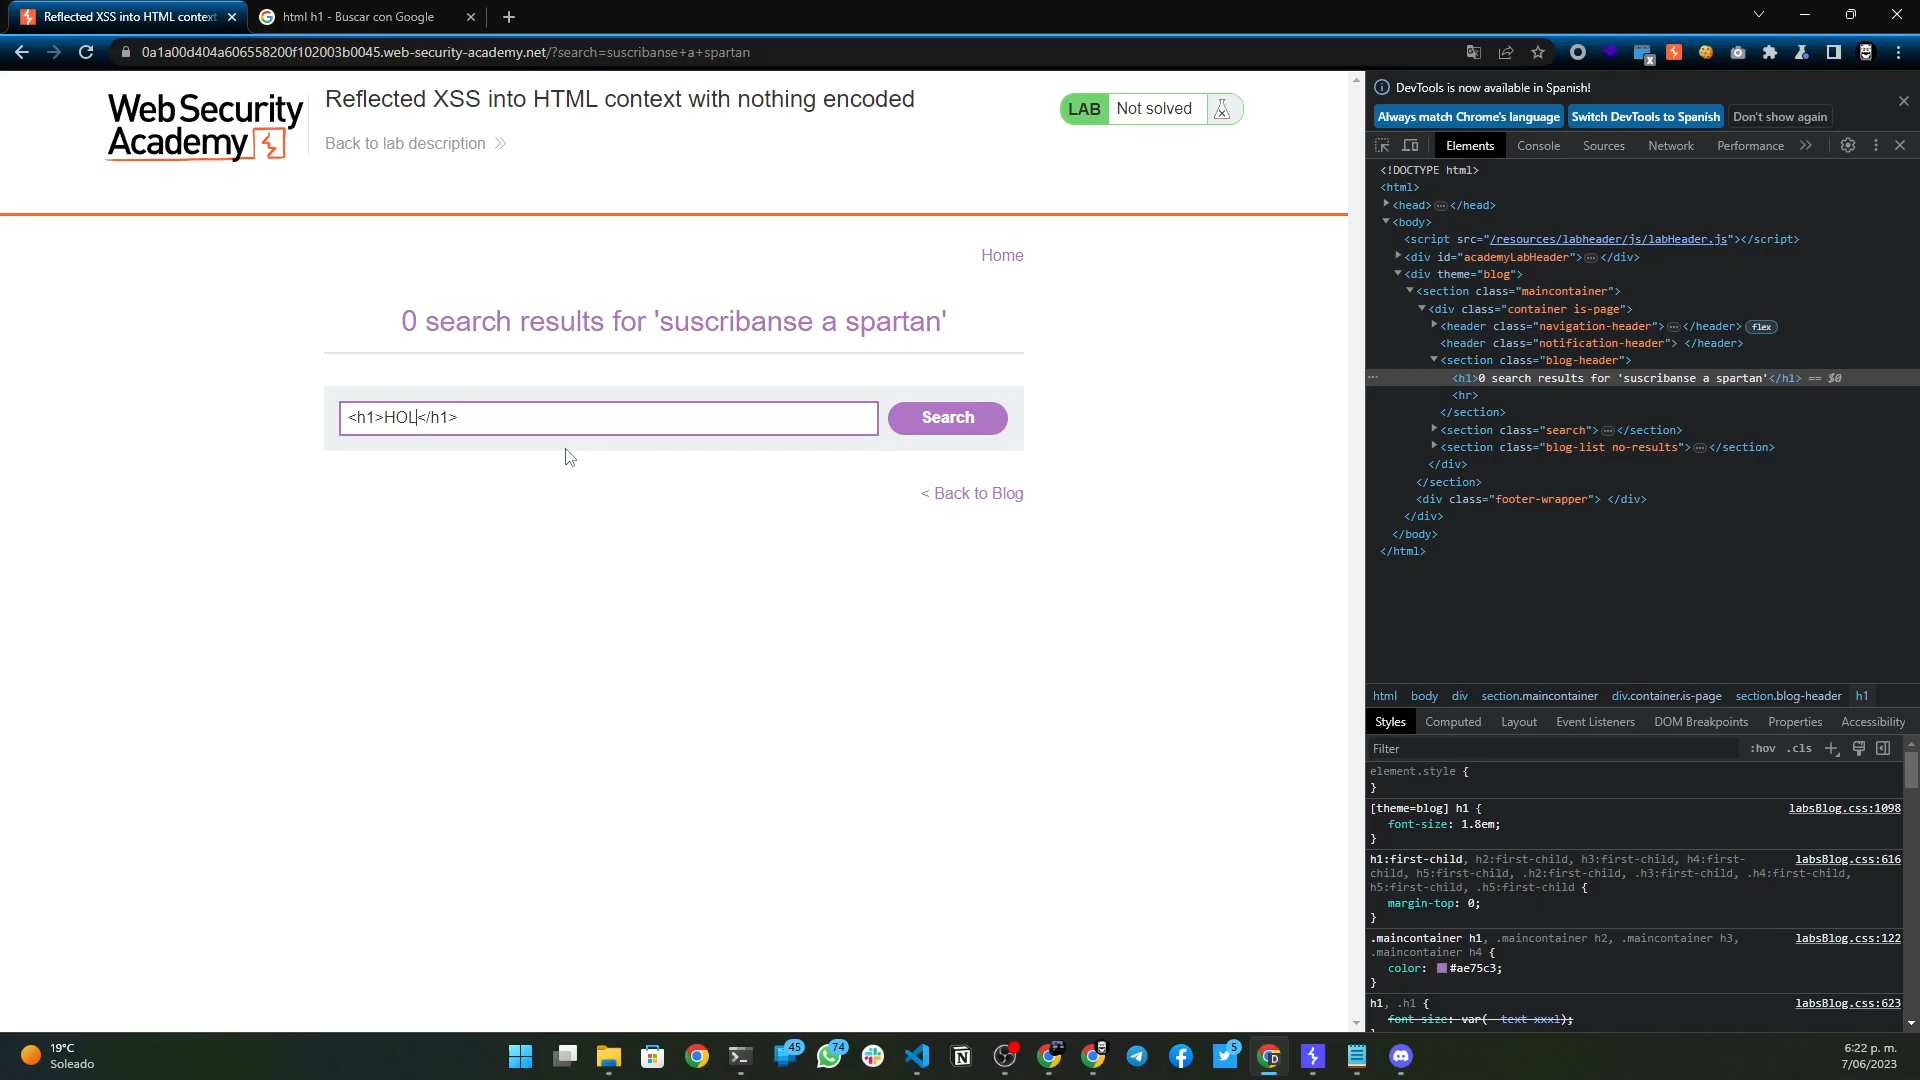 Reflected XSS into HTML context
html h1 - Buscar con Google
0a1a00d404a606558200f102003b0045.web-security-academy.net/?search=suscribanse+a+spartan
Web Security
Academy
Reflected XSS into HTML context with nothing encoded
Back to lab description
LAB Not solved
Home
0 search results for 'suscribanse a spartan'
<h1>HOL</h1>
Search
< Back to Blog
DevTools is now available in Spanish!
Always match Chrome's language
Switch DevTools to Spanish
Don't show again
Elements Console Sources Network Performance
<!DOCTYPE html>
<html>
<head>…</head>
<body>
<script src="/resources/labheader/js/labHeader.js"></script>
<div id="academyLabHeader">…</div>
<div theme="blog">
<section class="maincontainer">
<div class="container is-page">
<header class="navigation-header">…</header> flex
<header class="notification-header"> </header>
<section class="blog-header">
<h1>0 search results for 'suscribanse a spartan'</h1> == $0
<hr>
</section>
<section class="search">…</section>
<section class="blog-list no-results">…</section>
</div>
</section>
<div class="footer-wrapper"> </div>
</div>
</body>
</html>
html body div section.maincontainer div.container.is-page section.blog-header h1
Styles Computed Layout Event Listeners DOM Breakpoints Properties Accessibility
Filter :hov .cls
element.style {
}
[theme=blog] h1 { labsBlog.css:1098
font-size: 1.8em;
}
h1:first-child, h2:first-child, h3:first-child, h4:first- labsBlog.css:616
child, h5:first-child, .h2:first-child, .h3:first-child, .h4:first-child,
h5:first-child, .h5:first-child {
margin-top: 0;
}
.maincontainer h1, .maincontainer h2, .maincontainer h3, labsBlog.css:122
.maincontainer h4 {
color: #ae75c3;
}
h1, .h1 { labsBlog.css:623
font-size: var(--text-xxxl);
19°C
Soleado
45
74
5
6:22 p. m.
7/06/2023